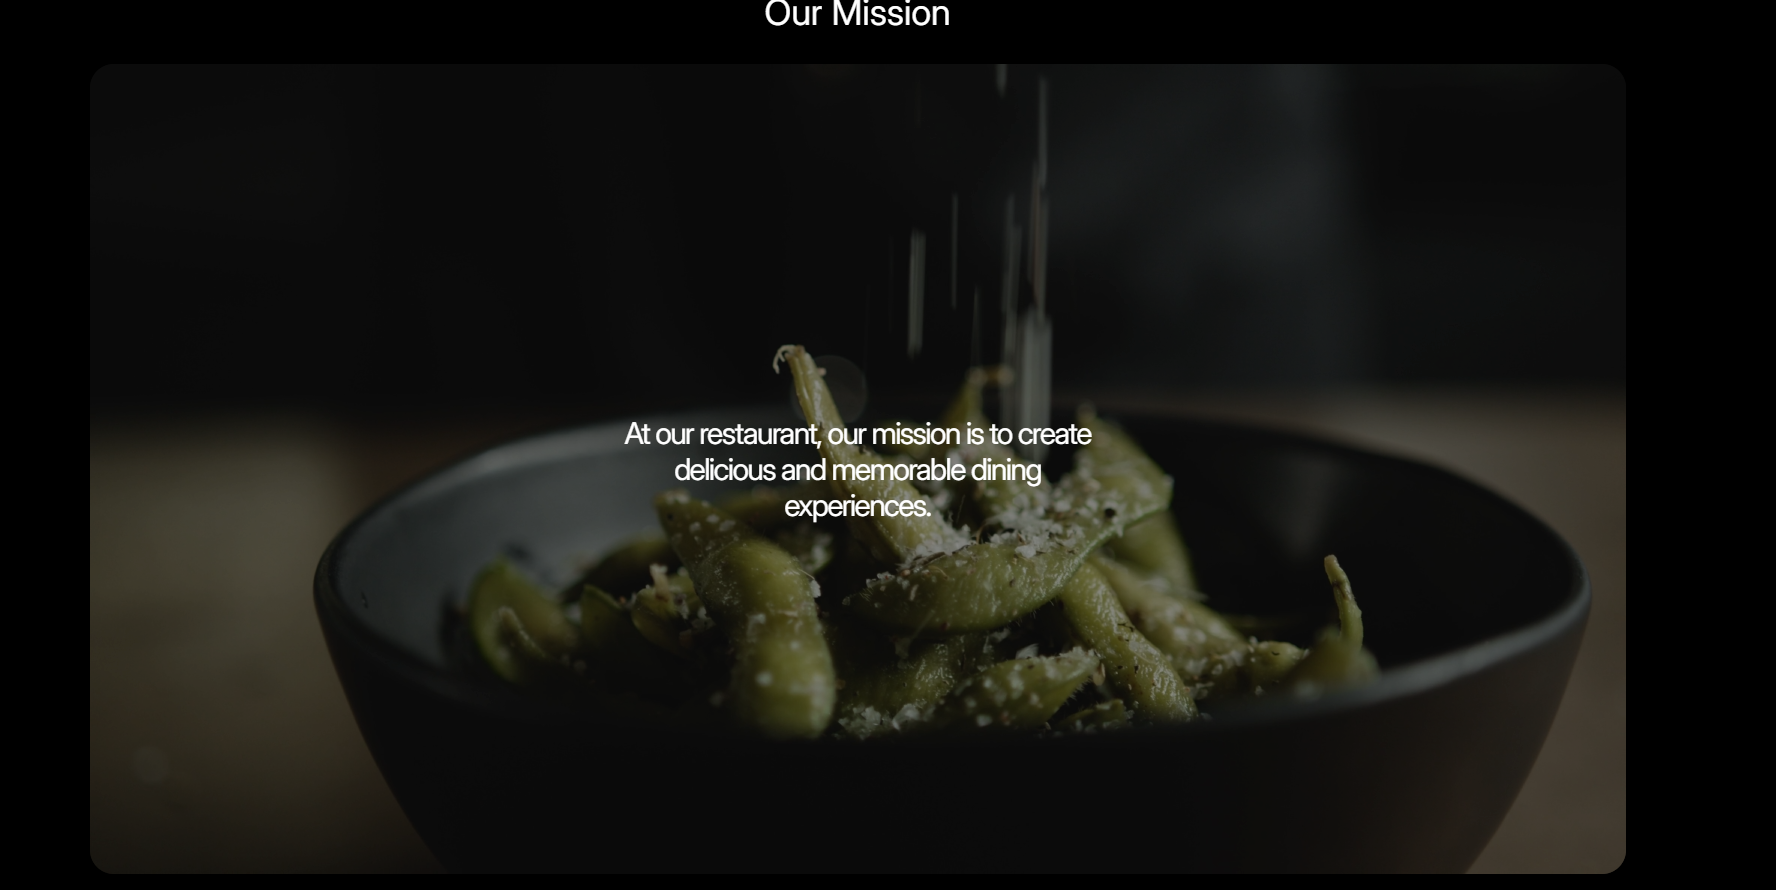 Our Mission
At our restaurant, our mission is to create
delicious and memorable dining
experiences.